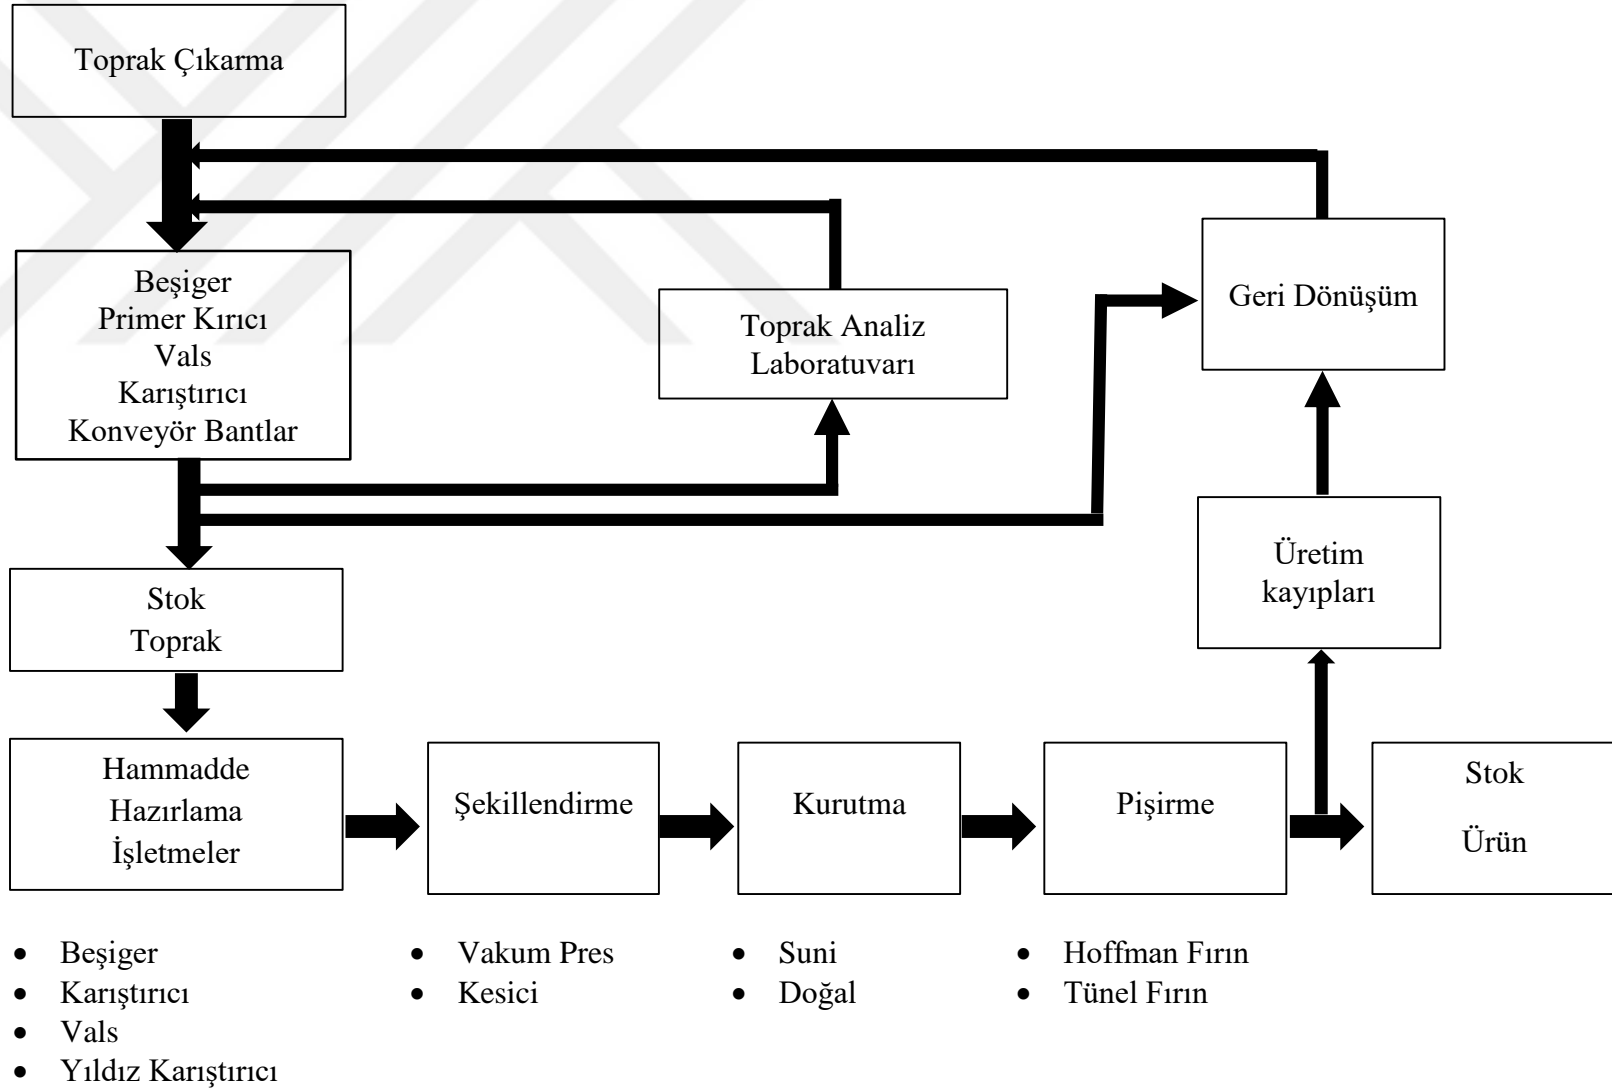 Toprak Çıkarma
Beşiger
Primer Kırıcı
Vals
Karıştırıcı
Konveyör Bantlar
Toprak Analiz
Laboratuvarı
Geri Dönüşüm
Üretim
kayıpları
Stok
Toprak
Hammadde
Hazırlama
İşletmeler
Şekillendirme
Kurutma
Pişirme
Stok
Ürün
• Beşiger
• Karıştırıcı
• Vals
• Yıldız Karıştırıcı
• Vakum Pres
• Kesici
• Suni
• Doğal
• Hoffman Fırın
• Tünel Fırın